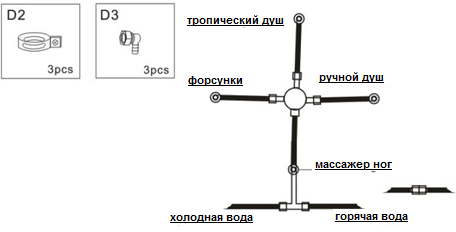 D2
3pcs
D3
3pcs
тропический душ
форсунки
ручной душ
массажер ног
холодная вода
горячая вода